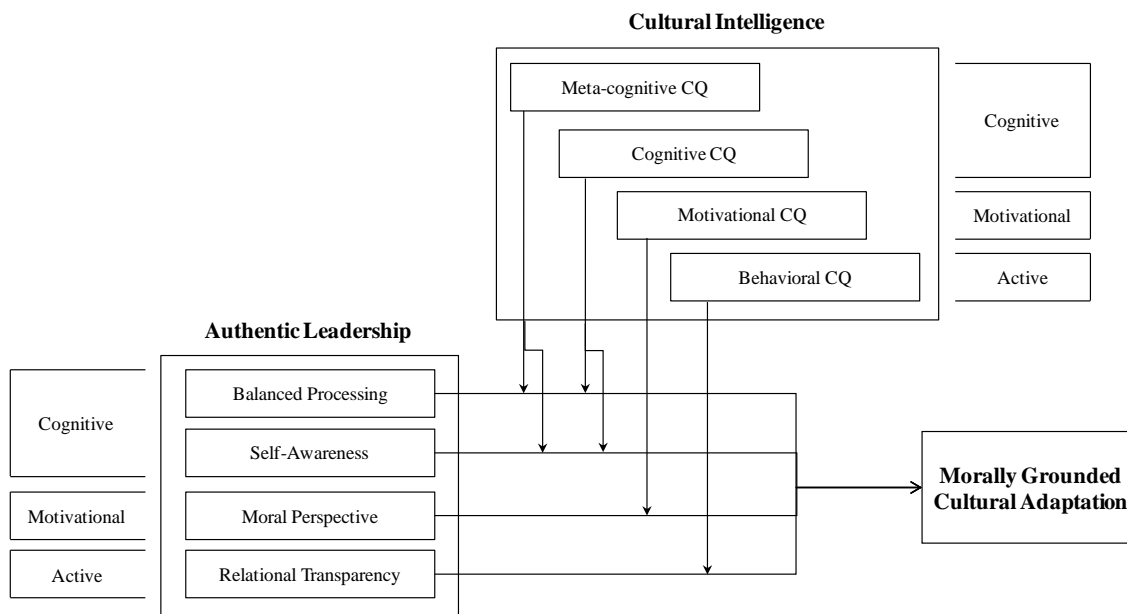 Cultural Intelligence
Meta-cognitive CQ
Cognitive CQ
Motivational CQ
Behavioral CQ
Cognitive
Motivational
Active
Authentic Leadership
Cognitive
Motivational
Active
Balanced Processing
Self-Awareness
Moral Perspective
Relational Transparency
Morally Grounded
Cultural Adaptation